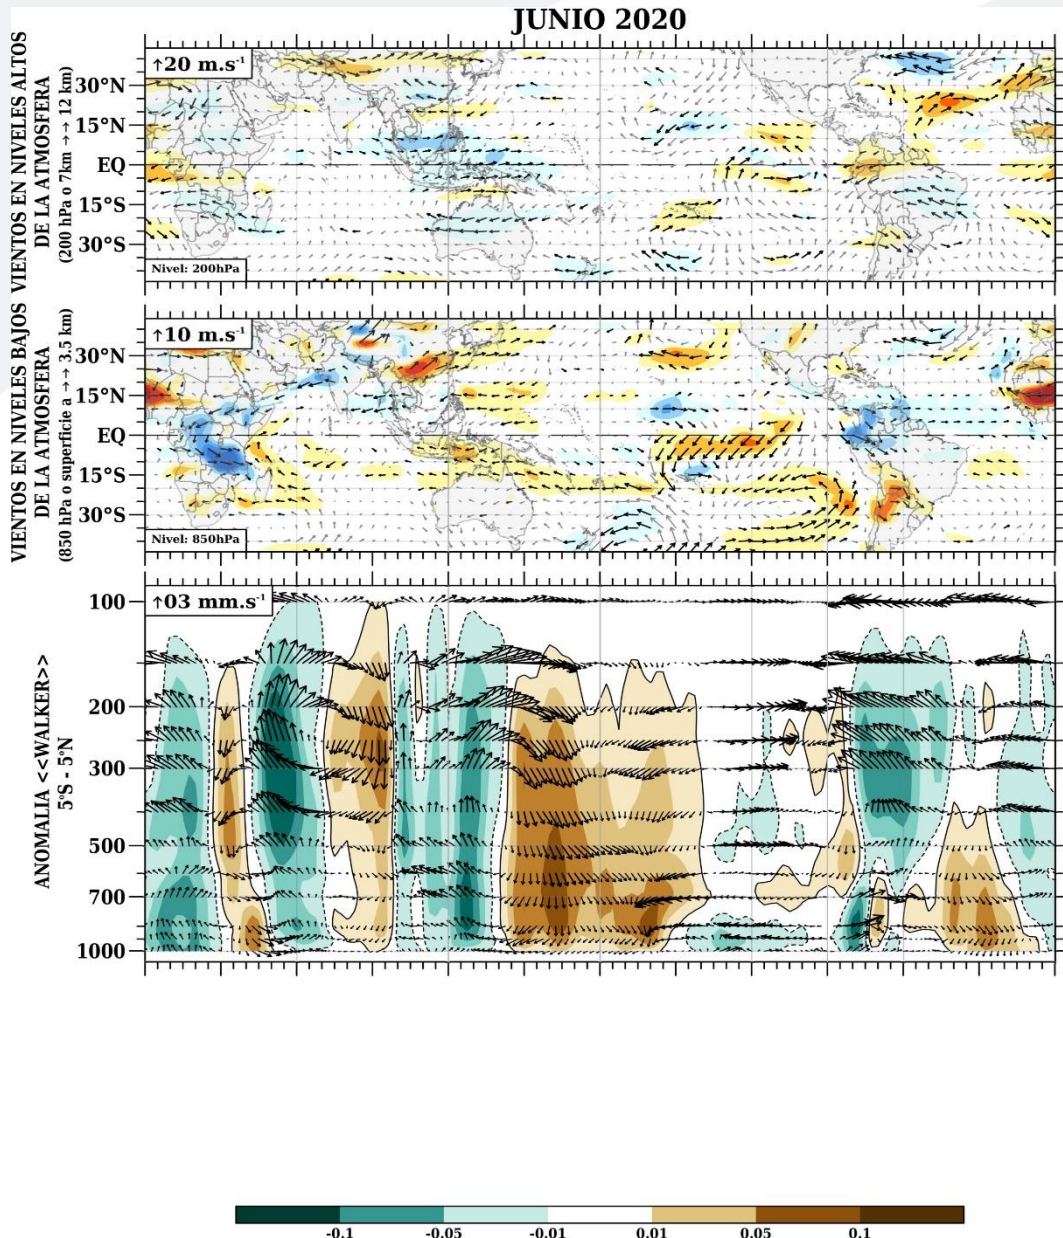 JUNIO 2020
VIENTOS EN NIVELES ALTOS
DE LA ATMOSFERA
(200 hPa o 7km →→ 12 km)
↑20 m.s⁻¹
30°N
15°N
EQ
15°S
30°S
Nivel: 200hPa
VIENTOS EN NIVELES BAJOS
DE LA ATMOSFERA
(850 hPa o superficie a →→ 3.5 km)
↑10 m.s⁻¹
30°N
15°N
EQ
15°S
30°S
Nivel: 850hPa
ANOMALIA <<WALKER>>
5°S - 5°N
↑03 mm.s⁻¹
100
200
300
400
500
700
1000
-0.1 -0.05 -0.01 0.01 0.05 0.1